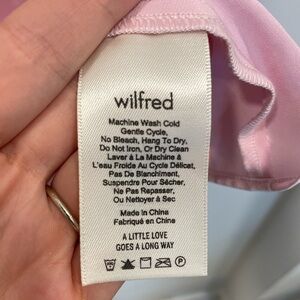 wilfred
Machine Wash Cold
Gentle Cycle,
No Bleach, Hang To Dry,
Do Not Iron, Or Dry Clean
Laver À La Machine À
L'eau Froide Au Cycle Délicat,
Pas De Blanchiment,
Suspendre Pour Sécher,
Ne Pas Repasser,
Ou Nettoyer à Sec
Made in China
Fabriqué en China
A LITTLE LOVE
GOES A LONG WAY
P